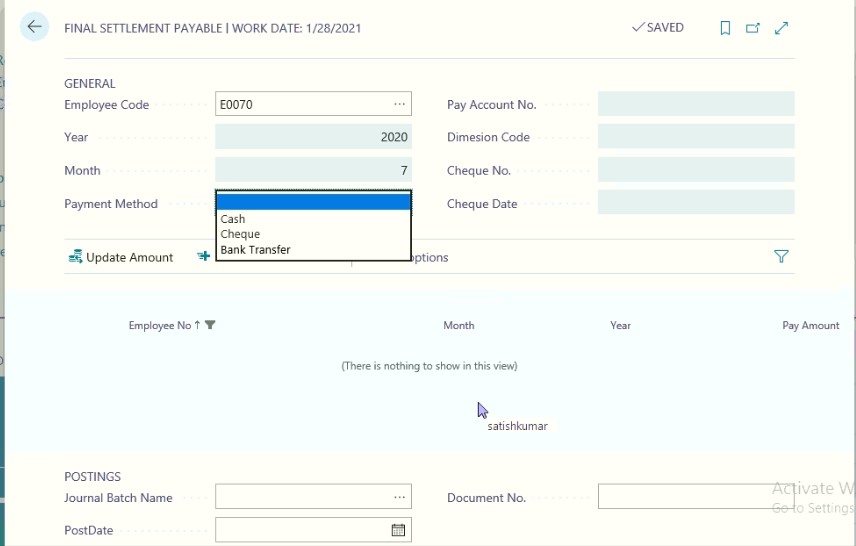 FINAL SETTLEMENT PAYABLE | WORK DATE: 1/28/2021
SAVED
GENERAL
Employee Code E0070 Pay Account No.
Year 2020 Dimesion Code
Month 7 Cheque No.
Payment Method Cheque Date
Cash
Cheque
Bank Transfer
Update Amount
Employee No Month Year Pay Amount
(There is nothing to show in this view)
satishkumar
POSTINGS
Journal Batch Name Document No.
Activate
Go to Settings
PostDate